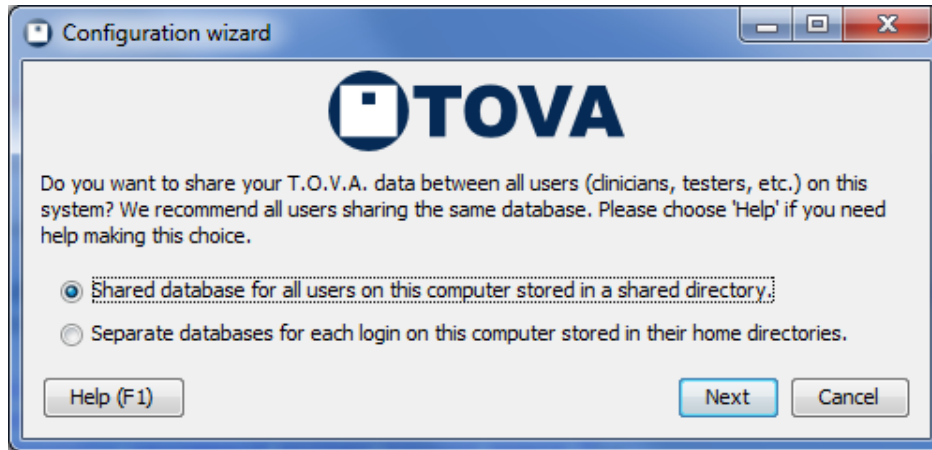 Configuration wizard
TOVA
Do you want to share your T.O.V.A. data between all users (clinicians, testers, etc.) on this
system? We recommend all users sharing the same database. Please choose 'Help' if you need
help making this choice.
Shared database for all users on this computer stored in a shared directory.
Separate databases for each login on this computer stored in their home directories.
Help (F1)
Next
Cancel